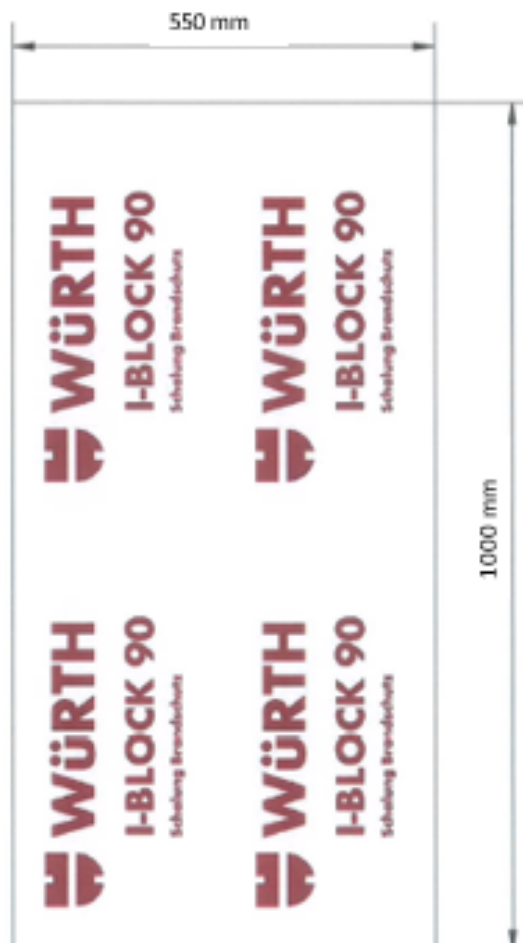 550 mm
WÜRTH
I-BLOCK 90
Schalung Brandschutz
WÜRTH
I-BLOCK 90
Schalung Brandschutz
1000 mm
WÜRTH
I-BLOCK 90
Schalung Brandschutz
WÜRTH
I-BLOCK 90
Schalung Brandschutz